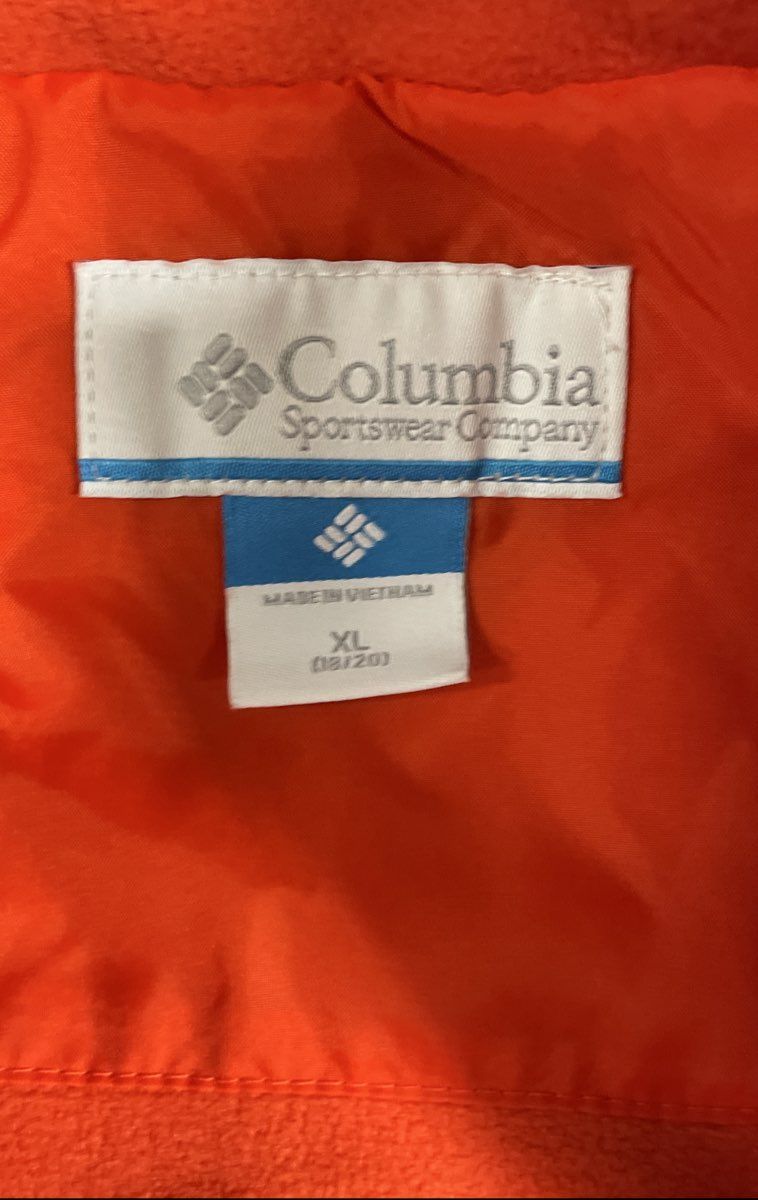 Columbia
Sportswear Company
MADE IN VIETNAM
XL
(18/20)